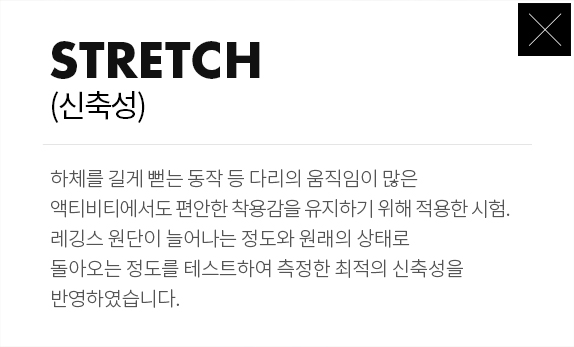 STRETCH
(신축성)
하체를 길게 뻗는 동작 등 다리의 움직임이 많은
액티비티에서도 편안한 착용감을 유지하기 위해 적용한 시험.
레깅스 원단이 늘어나는 정도와 원래의 상태로
돌아오는 정도를 테스트하여 측정한 최적의 신축성을
반영하였습니다.